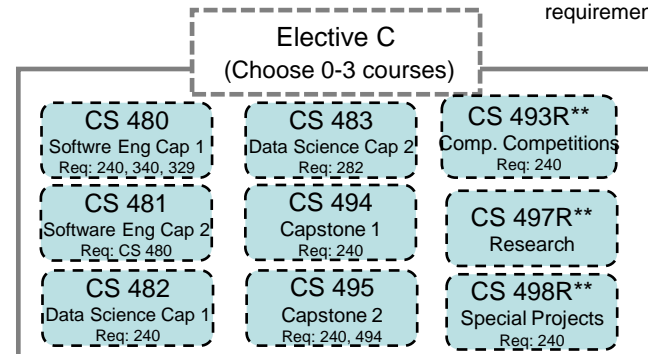 requiremen
Elective C
(Choose 0-3 courses)
CS 480
Softwre Eng Cap 1
Req: 240, 340, 329
CS 483
Data Science Cap 2
Req: 282
CS 493R**
Comp. Competitions
Req: 240
CS 481
Software Eng Cap 2
Req: CS 480
CS 494
Capstone 1
Req: 240
CS 497R**
Research
CS 482
Data Science Cap 1
Req: 240
CS 495
Capstone 2
Req: 240, 494
CS 498R**
Special Projects
Req: 240